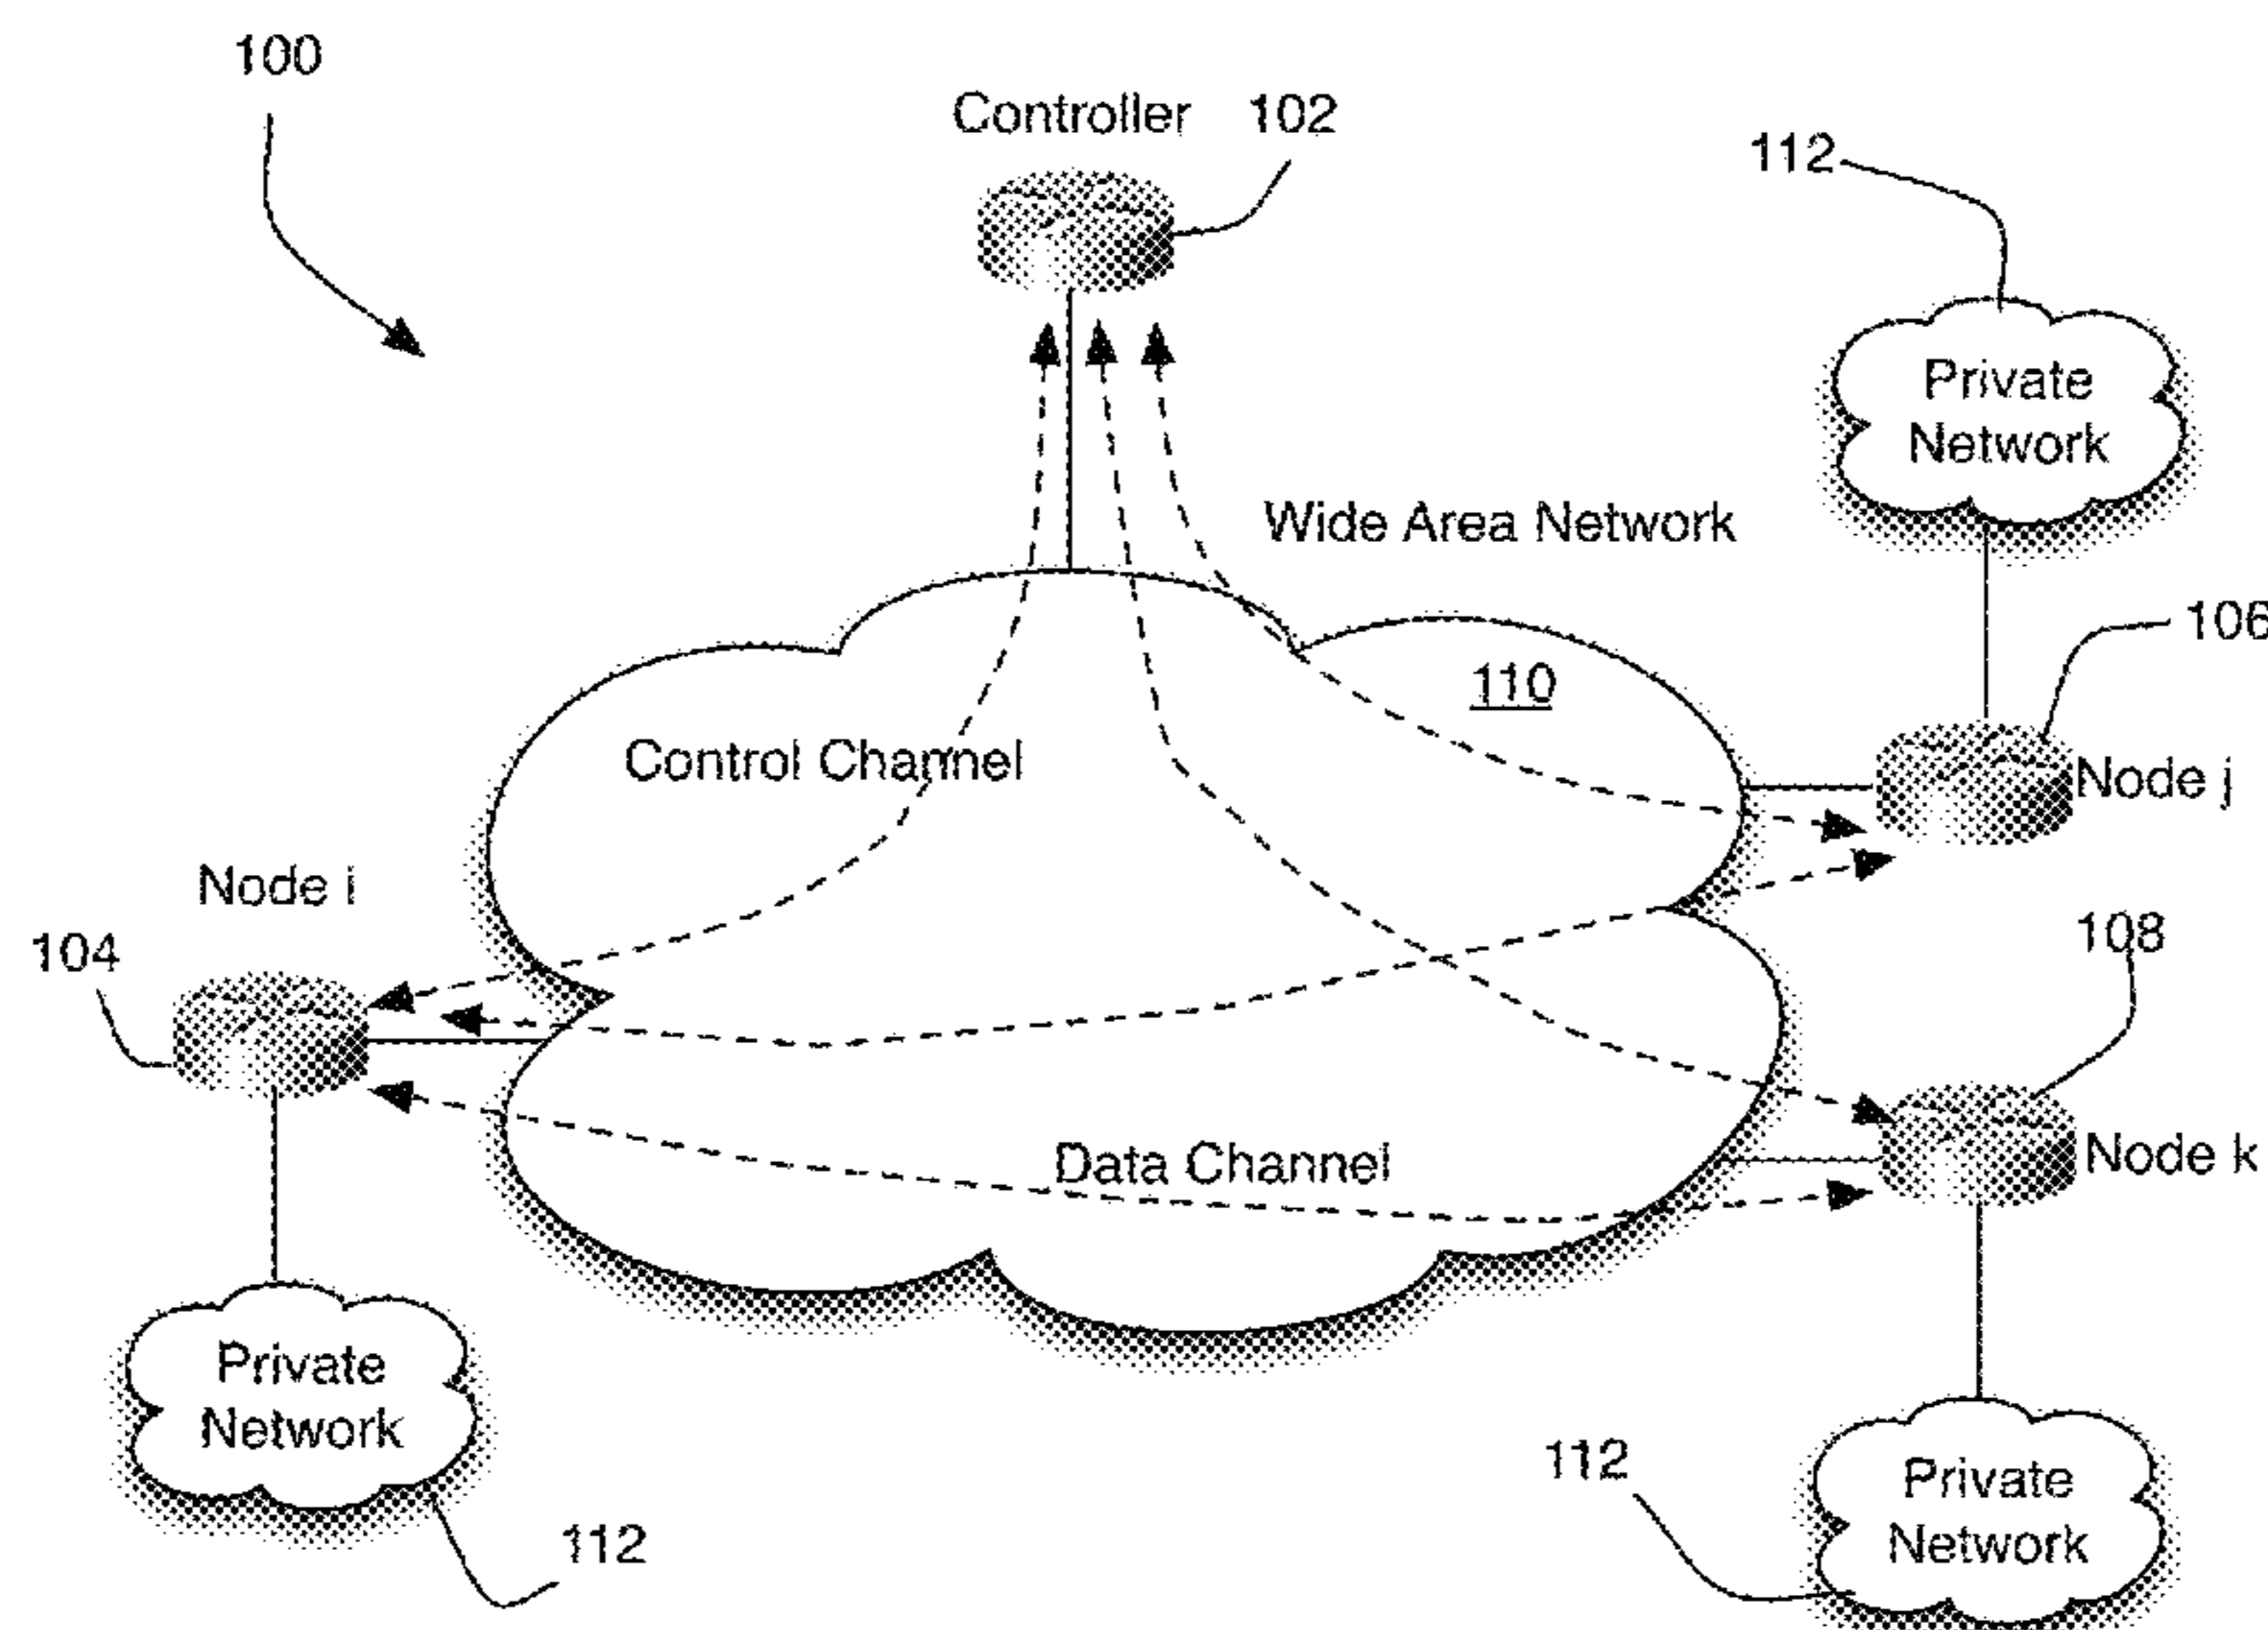 100
Controller 102
112
Private
Network
Wide Area Network
106
110
Control Channel
Node j
Node i
104
108
Data Channel
Node k
Private
Network
112
112
Private
Network